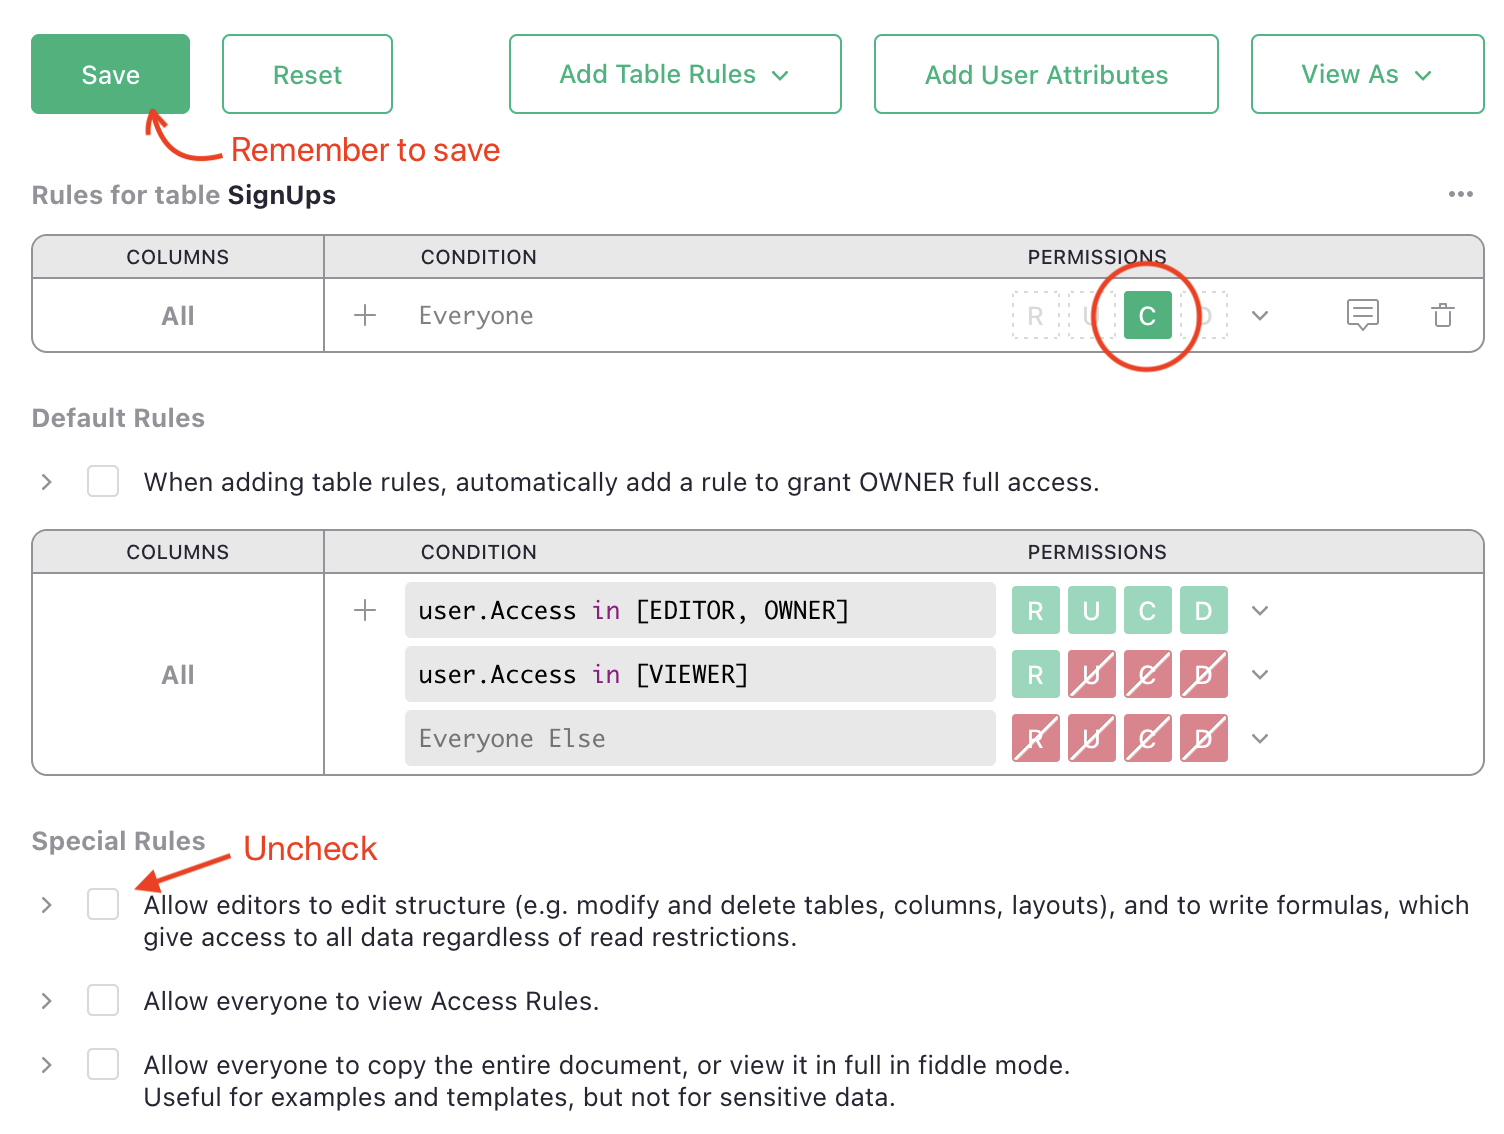 Save Reset Add Table Rules Add User Attributes View As
Remember to save
Rules for table SignUps
COLUMNS CONDITION PERMISSIONS
All Everyone R U C D
Default Rules
When adding table rules, automatically add a rule to grant OWNER full access.
COLUMNS CONDITION PERMISSIONS
user.Access in [EDITOR, OWNER] R U C D
All user.Access in [VIEWER] R U C D
Everyone Else R U C D
Special Rules
Uncheck
Allow editors to edit structure (e.g. modify and delete tables, columns, layouts), and to write formulas, which
give access to all data regardless of read restrictions.
Allow everyone to view Access Rules.
Allow everyone to copy the entire document, or view it in full in fiddle mode.
Useful for examples and templates, but not for sensitive data.